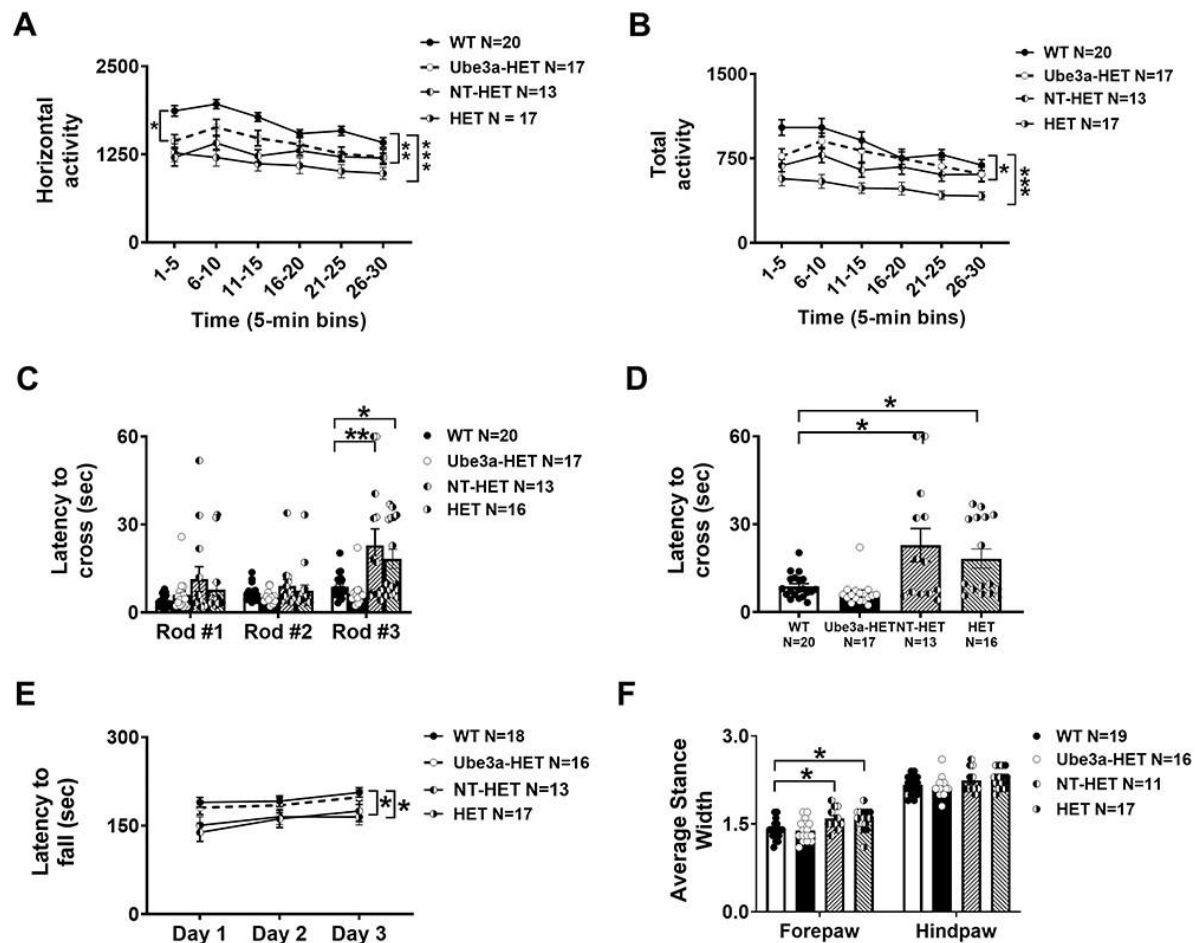 A
WT N=20
Ube3a-HET N=17
NT-HET N=13
HET N = 17
Horizontal
activity
2500
1250
0
*
**
***
1-5
6-10
11-15
16-20
21-25
26-30
Time (5-min bins)
B
WT N=20
Ube3a-HET N=17
NT-HET N=13
HET N=17
Total
activity
1500
750
0
*
***
1-5
6-10
11-15
16-20
21-25
26-30
Time (5-min bins)
C
WT N=20
Ube3a-HET N=17
NT-HET N=13
HET N=16
Latency to
cross (sec)
60
30
0
*
**
Rod #1 Rod #2 Rod #3
D
Latency to
cross (sec)
60
30
0
*
*
WT Ube3a-HET NT-HET HET
N=20 N=17 N=13 N=16
E
WT N=18
Ube3a-HET N=16
NT-HET N=13
HET N=17
Latency to
fall (sec)
300
150
0
*
*
Day 1 Day 2 Day 3
F
WT N=19
Ube3a-HET N=16
NT-HET N=11
HET N=17
Average Stance
Width
3.0
1.5
0.0
*
*
Forepaw Hindpaw